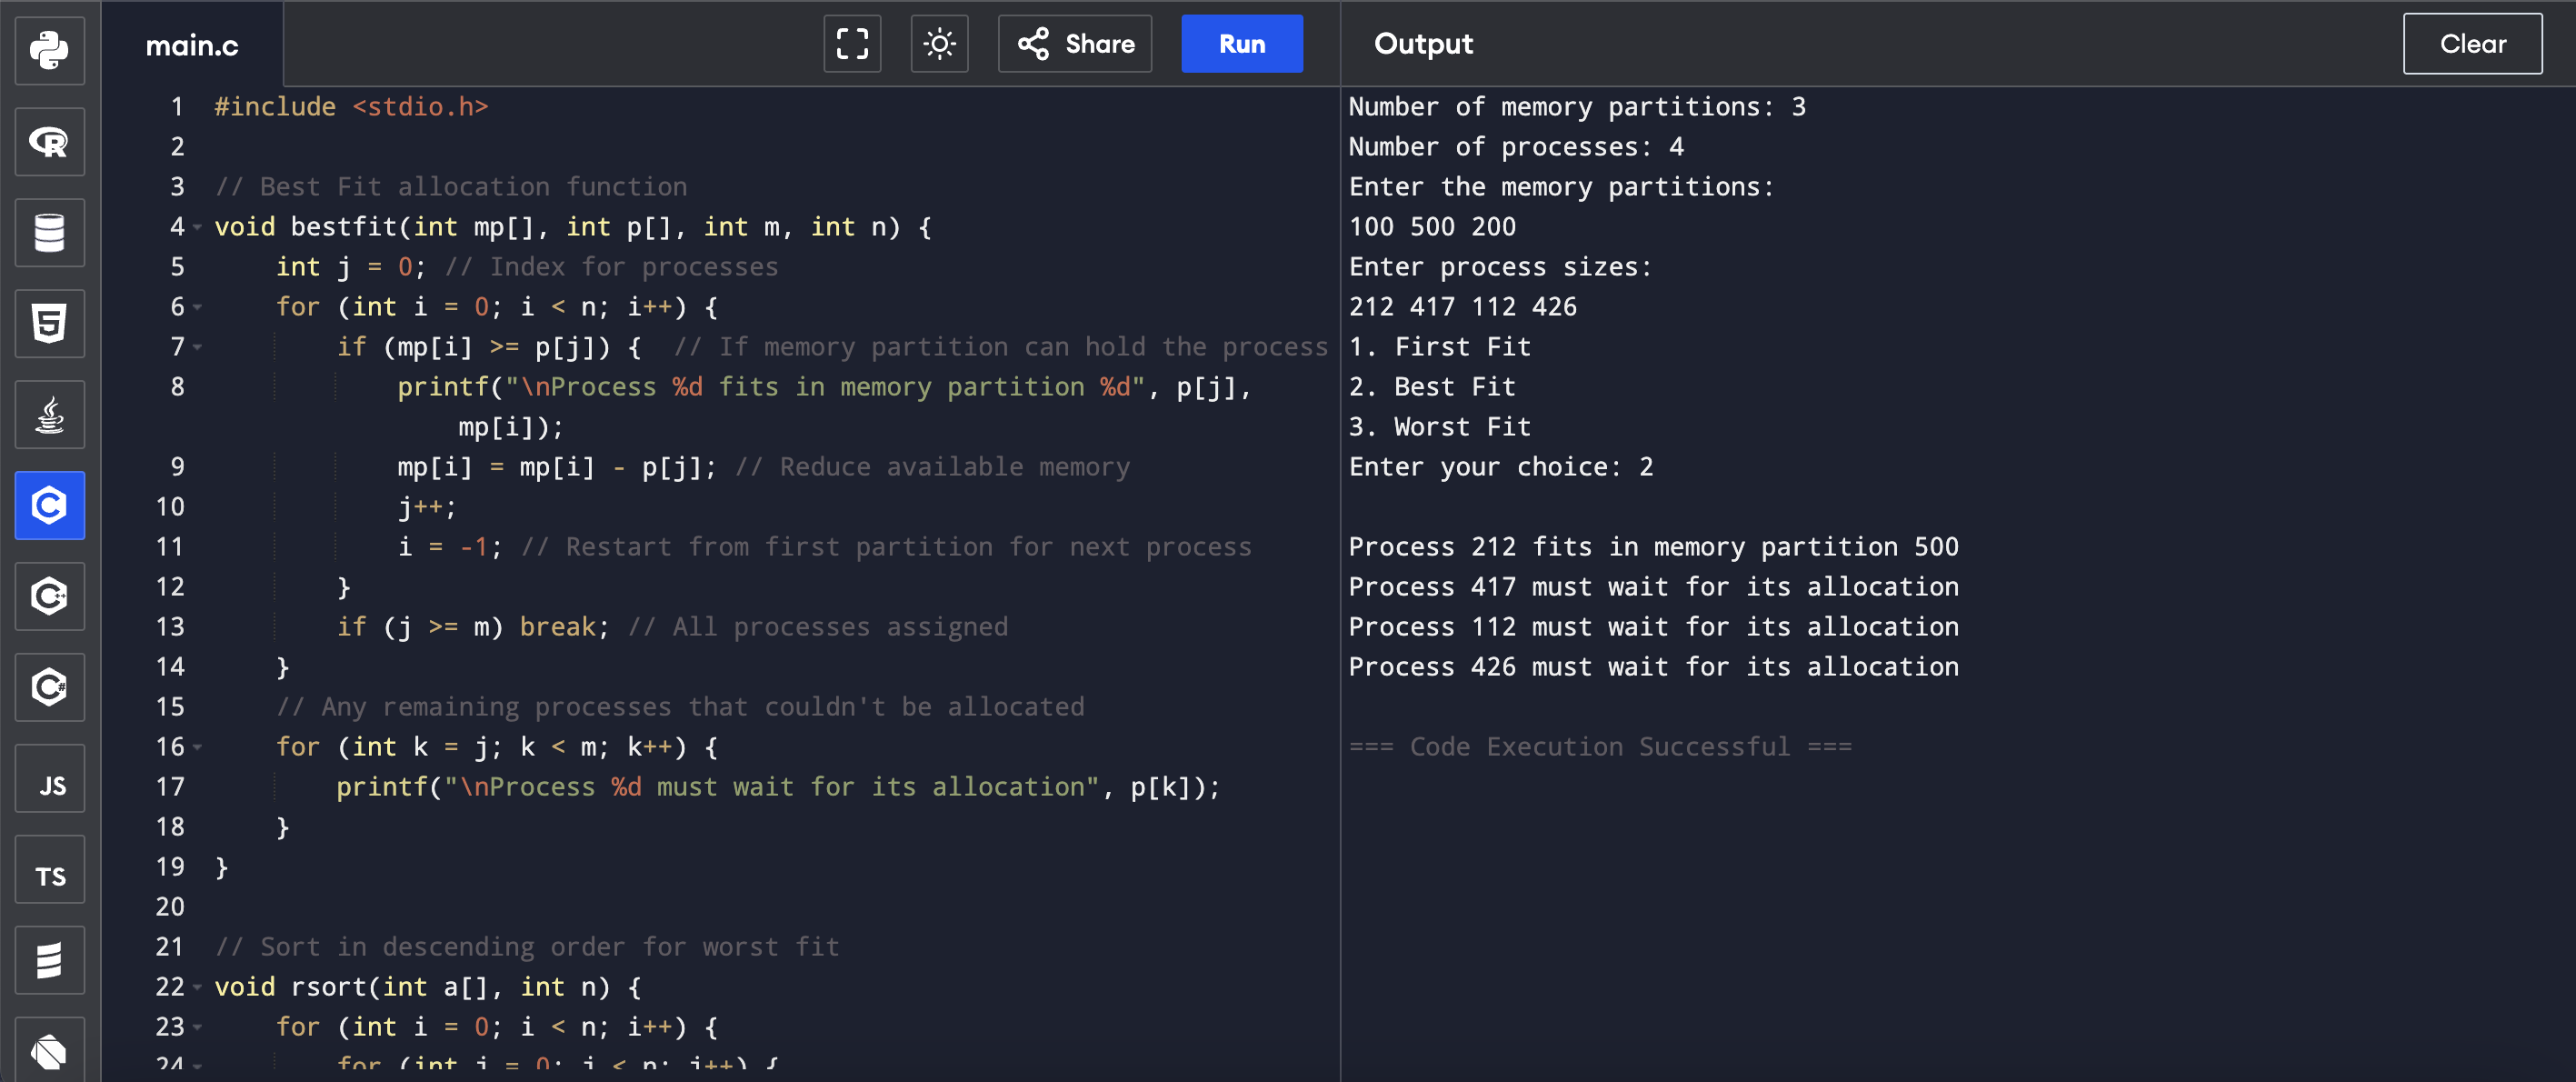 main.c
Share
Run
Output
Clear
1 #include <stdio.h>
2
3 // Best Fit allocation function
4 void bestfit(int mp[], int p[], int m, int n) {
5     int j = 0; // Index for processes
6     for (int i = 0; i < n; i++) {
7         if (mp[i] >= p[j]) {  // If memory partition can hold the process
8             printf("\nProcess %d fits in memory partition %d", p[j],
                mp[i]);
9             mp[i] = mp[i] - p[j]; // Reduce available memory
10             j++;
11             i = -1; // Restart from first partition for next process
12         }
13         if (j >= m) break; // All processes assigned
14     }
15     // Any remaining processes that couldn't be allocated
16     for (int k = j; k < m; k++) {
17         printf("\nProcess %d must wait for its allocation", p[k]);
18     }
19 }
20
21 // Sort in descending order for worst fit
22 void rsort(int a[], int n) {
23     for (int i = 0; i < n; i++) {
24         for (int j = 0; j < n; j++) {
Number of memory partitions: 3
Number of processes: 4
Enter the memory partitions:
100 500 200
Enter process sizes:
212 417 112 426
1. First Fit
2. Best Fit
3. Worst Fit
Enter your choice: 2

Process 212 fits in memory partition 500
Process 417 must wait for its allocation
Process 112 must wait for its allocation
Process 426 must wait for its allocation

=== Code Execution Successful ===
R
5
C
C++
C#
JS
TS